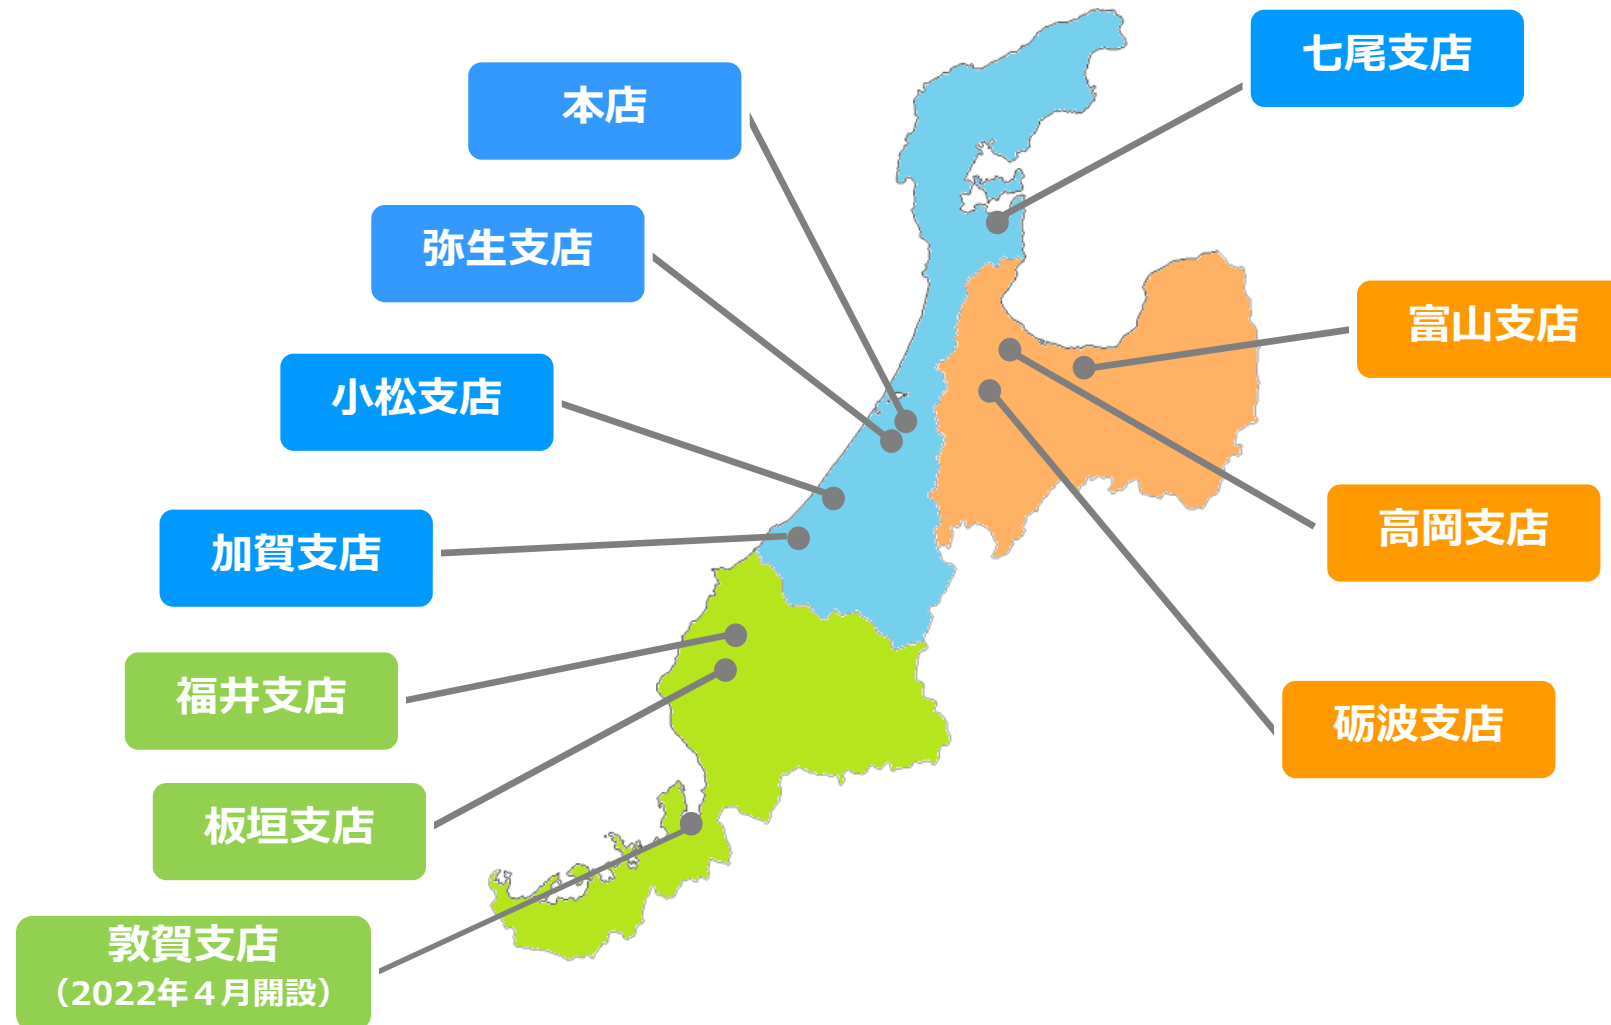 七尾支店
本店
弥生支店
富山支店
小松支店
高岡支店
加賀支店
福井支店
砺波支店
板垣支店
敦賀支店
（2022年４月開設）